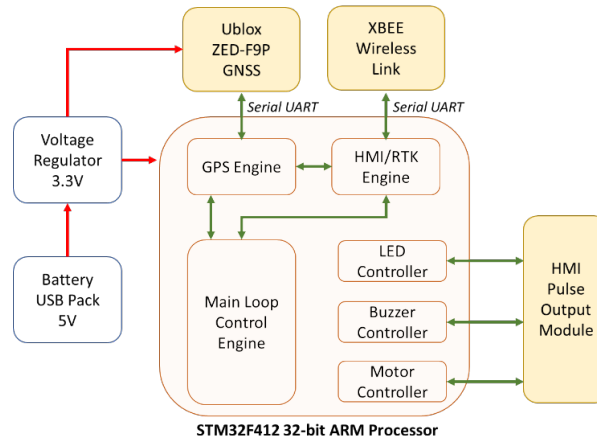 Ublox
ZED-F9P
GNSS
XBEE
Wireless
Link
Serial UART
Serial UART
Voltage
Regulator
3.3V
GPS Engine
HMI/RTK
Engine
Battery
USB Pack
5V
Main Loop
Control
Engine
LED
Controller
Buzzer
Controller
Motor
Controller
HMI
Pulse
Output
Module
STM32F412 32-bit ARM Processor